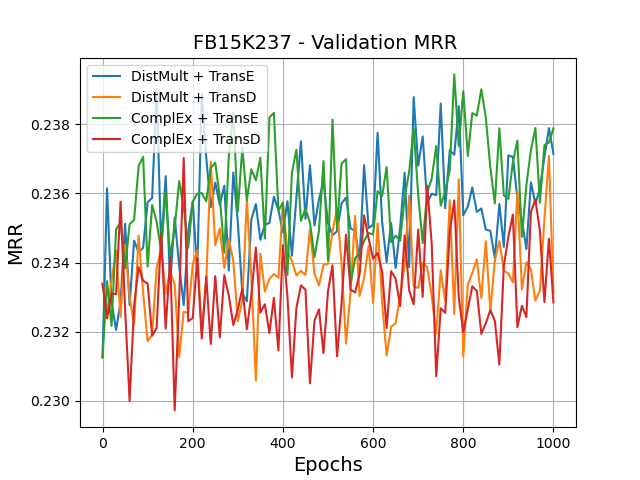 FB15K237 - Validation MRR
DistMult + TransE
DistMult + TransD
ComplEx + TransE
ComplEx + TransD
MRR
0.238
0.236
0.234
0.232
0.230
0 200 400 600 800 1000
Epochs